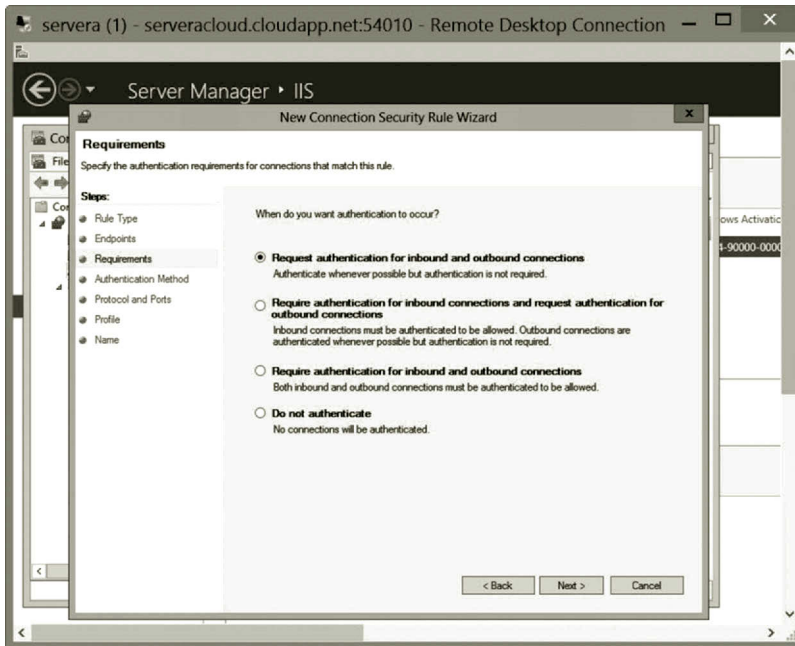 servera (1) - serveracloud.cloudapp.net:54010 - Remote Desktop Connection
Server Manager • IIS
New Connection Security Rule Wizard
Requirements
Specify the authentication requirements for connections that match this rule.
Steps:
Rule Type
Endpoints
Requirements
Authentication Method
Protocol and Ports
Profile
Name
When do you want authentication to occur?
Request authentication for inbound and outbound connections
Authenticate whenever possible but authentication is not required.
Require authentication for inbound connections and request authentication for
outbound connections
Inbound connections must be authenticated to be allowed. Outbound connections are
authenticated whenever possible but authentication is not required.
Require authentication for inbound and outbound connections
Both inbound and outbound connections must be authenticated to be allowed.
Do not authenticate
No connections will be authenticated.
< Back
Next >
Cancel
File
ows Activatic